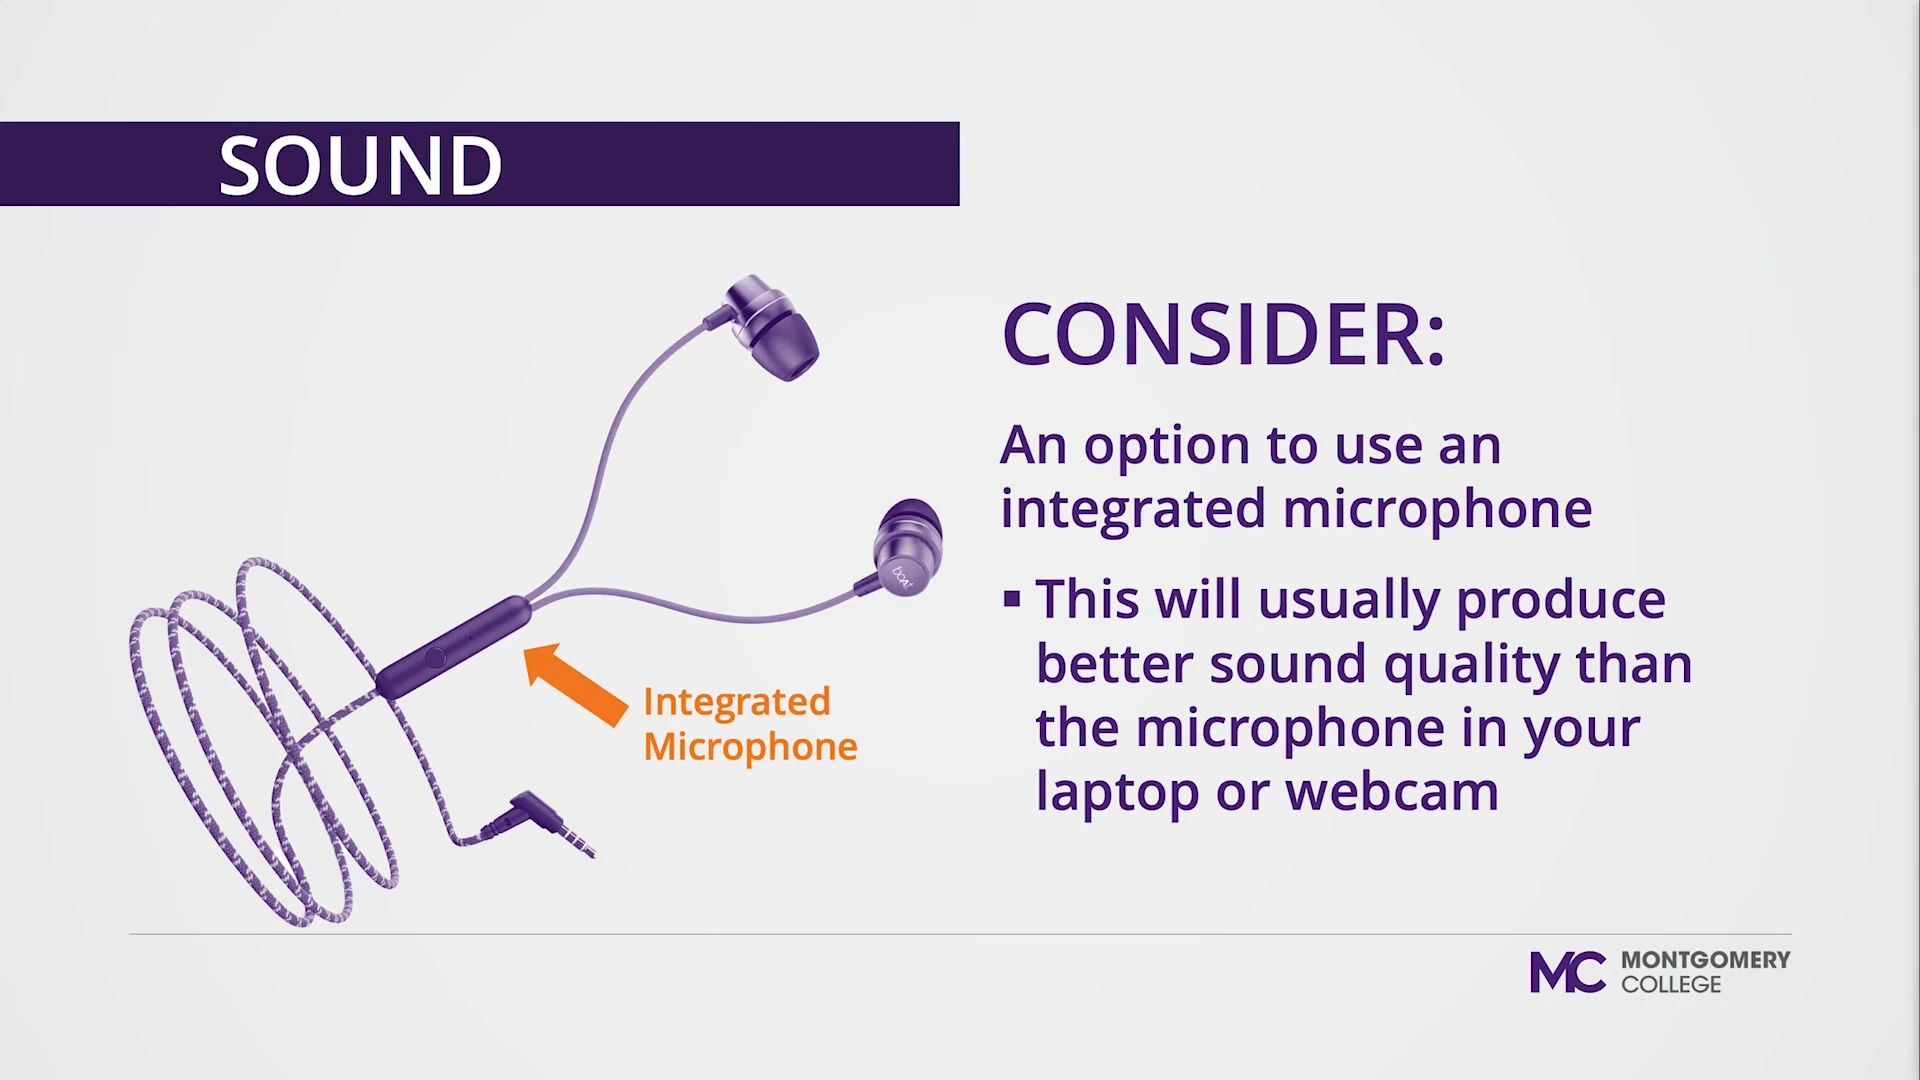 SOUND
CONSIDER:
An option to use an
integrated microphone
▪ This will usually produce
better sound quality than
the microphone in your
laptop or webcam
boAt
Integrated
Microphone
MC MONTGOMERY
COLLEGE